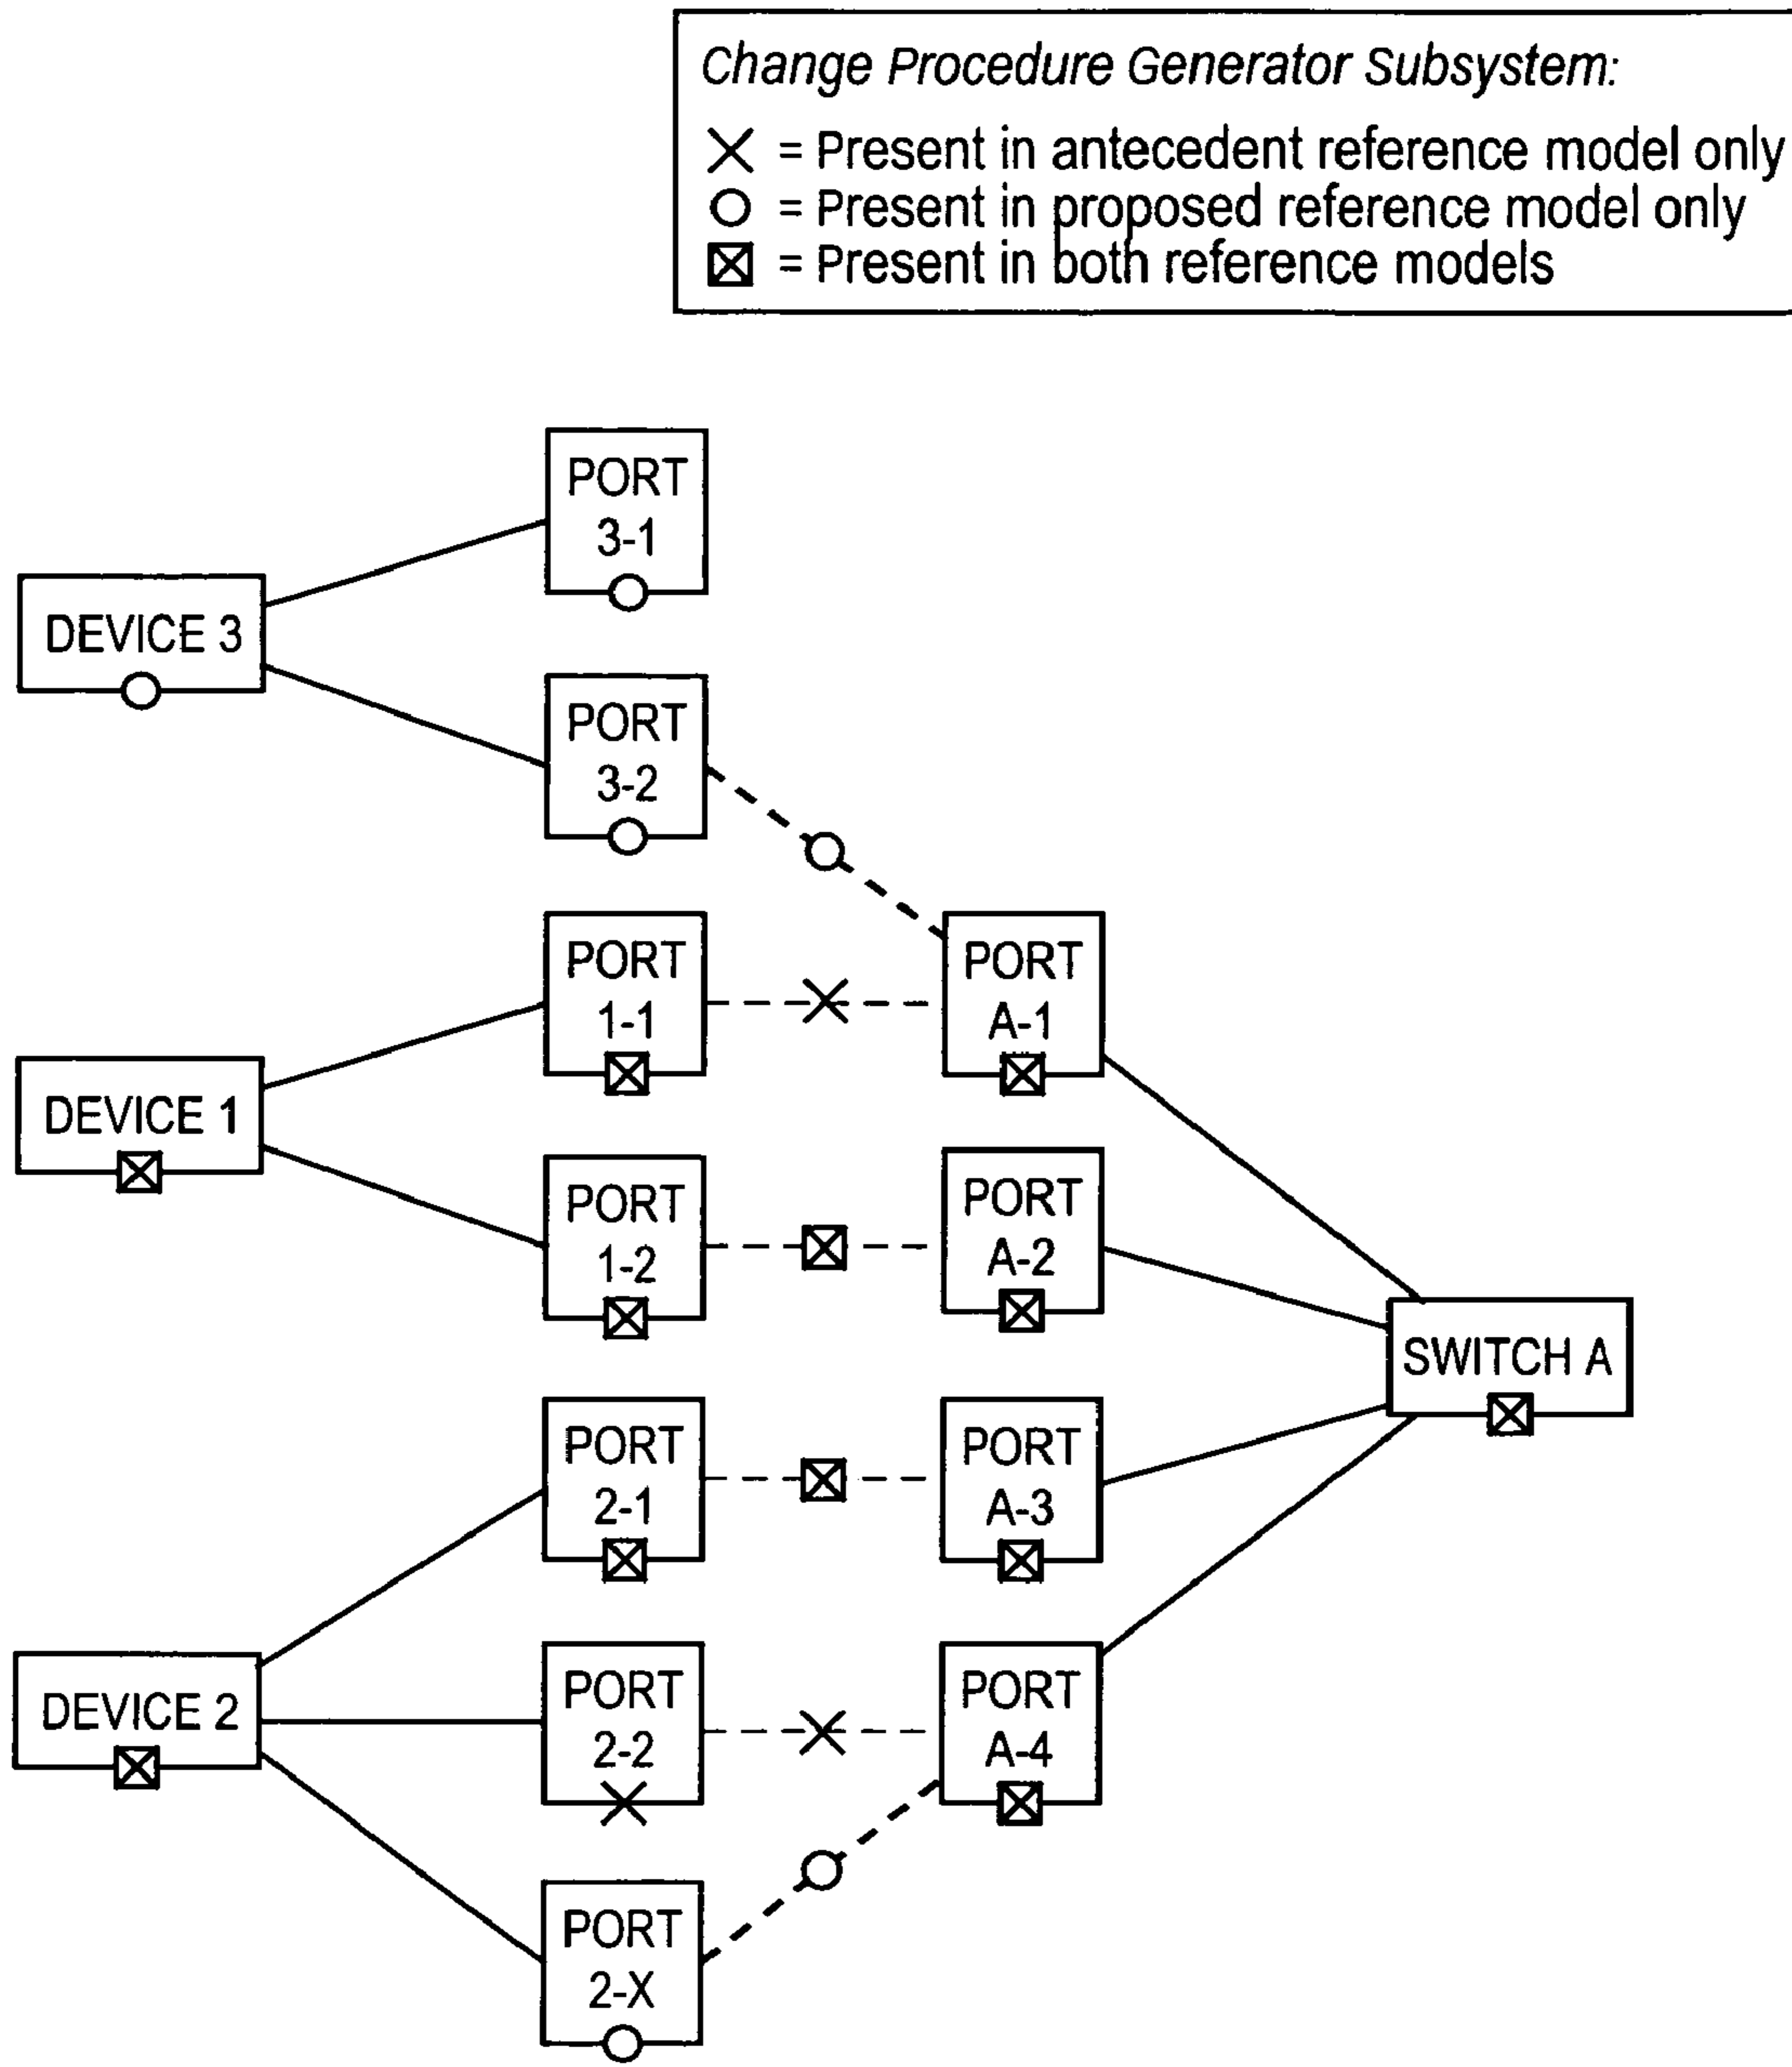 Change Procedure Generator Subsystem:
= Present in antecedent reference model only
= Present in proposed reference model only
= Present in both reference models
PORT
3-1
DEVICE 3
PORT
3-2
PORT
1-1
PORT
A-1
DEVICE 1
PORT
1-2
PORT
A-2
SWITCH A
PORT
2-1
PORT
A-3
DEVICE 2
PORT
2-2
PORT
A-4
PORT
2-X